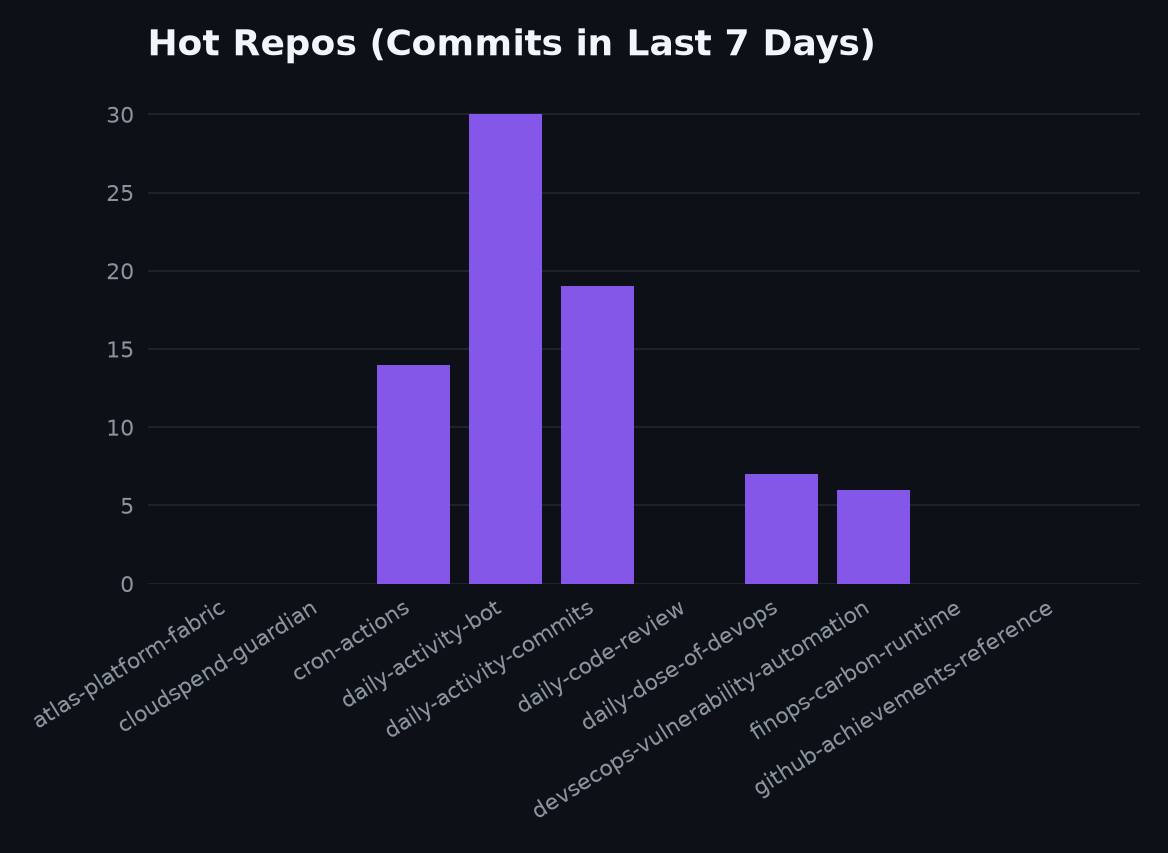 Hot Repos (Commits in Last 7 Days)
30
25
20
15
10
5
0
atlas-platform-fabric
cloudspend-guardian
cron-actions
daily-activity-bot
daily-activity-commits
daily-code-review
daily-dose-of-devops
devsecops-vulnerability-automation
finops-carbon-runtime
github-achievements-reference